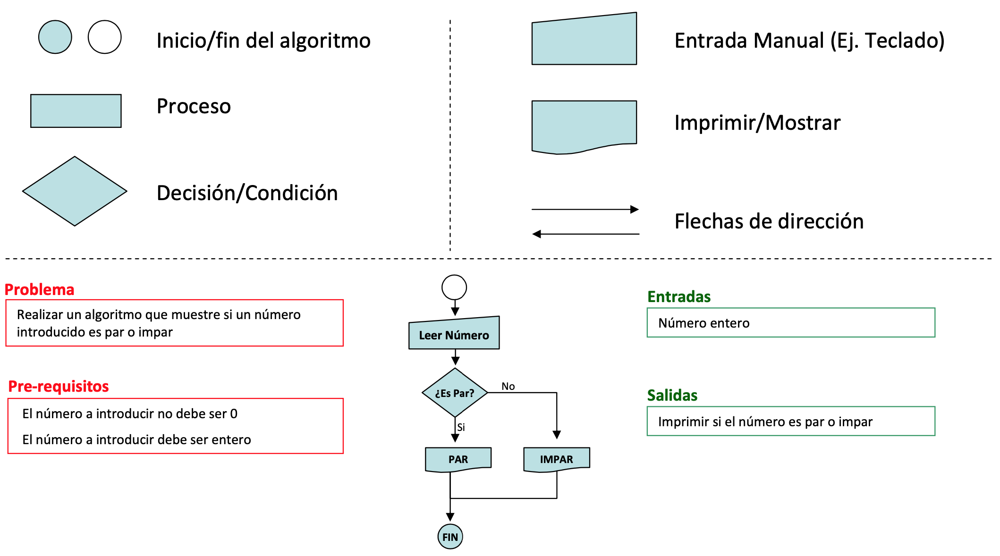 Inicio/fin del algoritmo
Proceso
Decisión/Condición
Entrada Manual (Ej. Teclado)
Imprimir/Mostrar
Flechas de dirección
Problema
Realizar un algoritmo que muestre si un número
introducido es par o impar
Pre-requisitos
El número a introducir no debe ser 0
El número a introducir debe ser entero
Leer Número
¿Es Par?
No
Si
PAR
IMPAR
FIN
Entradas
Número entero
Salidas
Imprimir si el número es par o impar